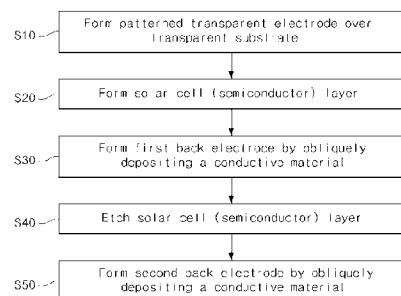 S10
Form patterned transparent electrode over
transparent substrate
S20
Form solar cell (semiconductor) layer
S30
Form first back electrode by obliquely
depositing a conductive material
S40
Etch solar cell (semiconductor) layer
S50
Form second back electrode by obliquely
depositing a conductive material